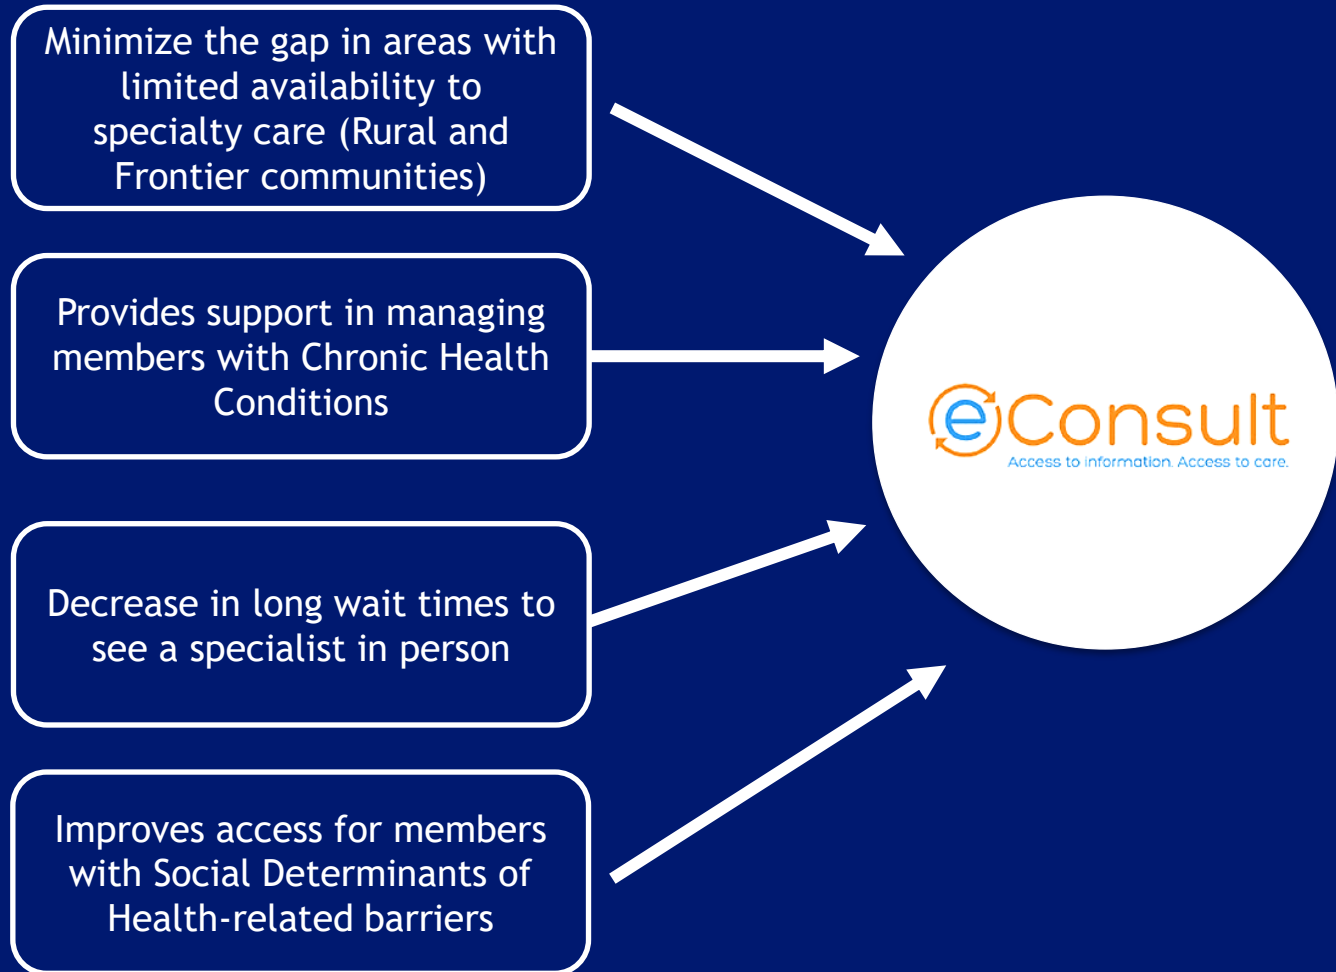 Minimize the gap in areas with
limited availability to
specialty care (Rural and
Frontier communities)
Provides support in managing
members with Chronic Health
Conditions
Decrease in long wait times to
see a specialist in person
Improves access for members
with Social Determinants of
Health-related barriers
eConsult
Access to information. Access to care.